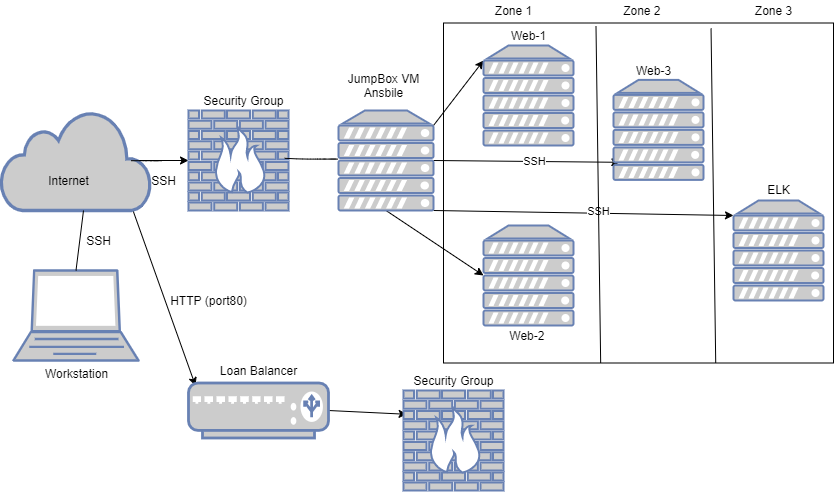 Zone 1
Zone 2
Zone 3
Web-1
Web-3
JumpBox VM
Ansbile
Security Group
Internet
SSH
SSH
ELK
SSH
SSH
HTTP (port80)
Web-2
Workstation
Loan Balancer
Security Group